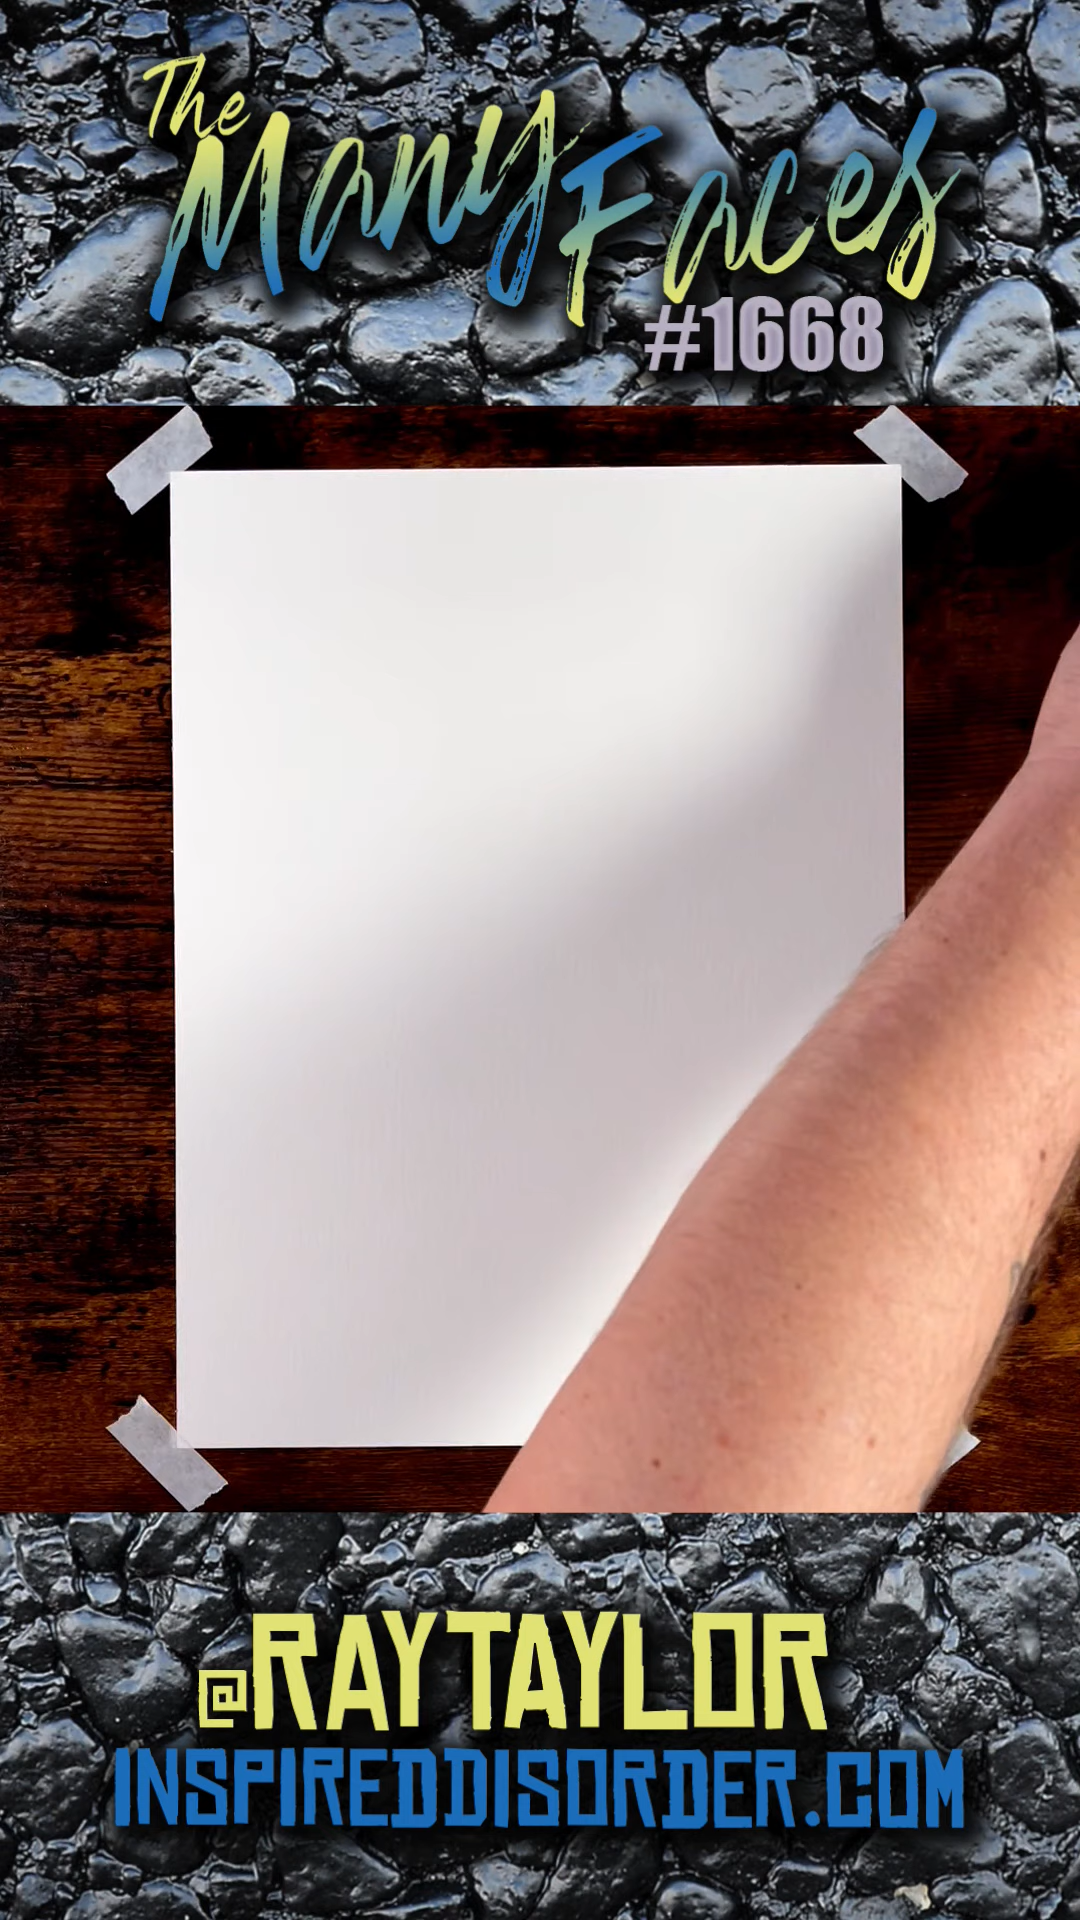 The
Many Faces
#1668
@RAYTAYLOR
INSPIREDDISORDER.COM